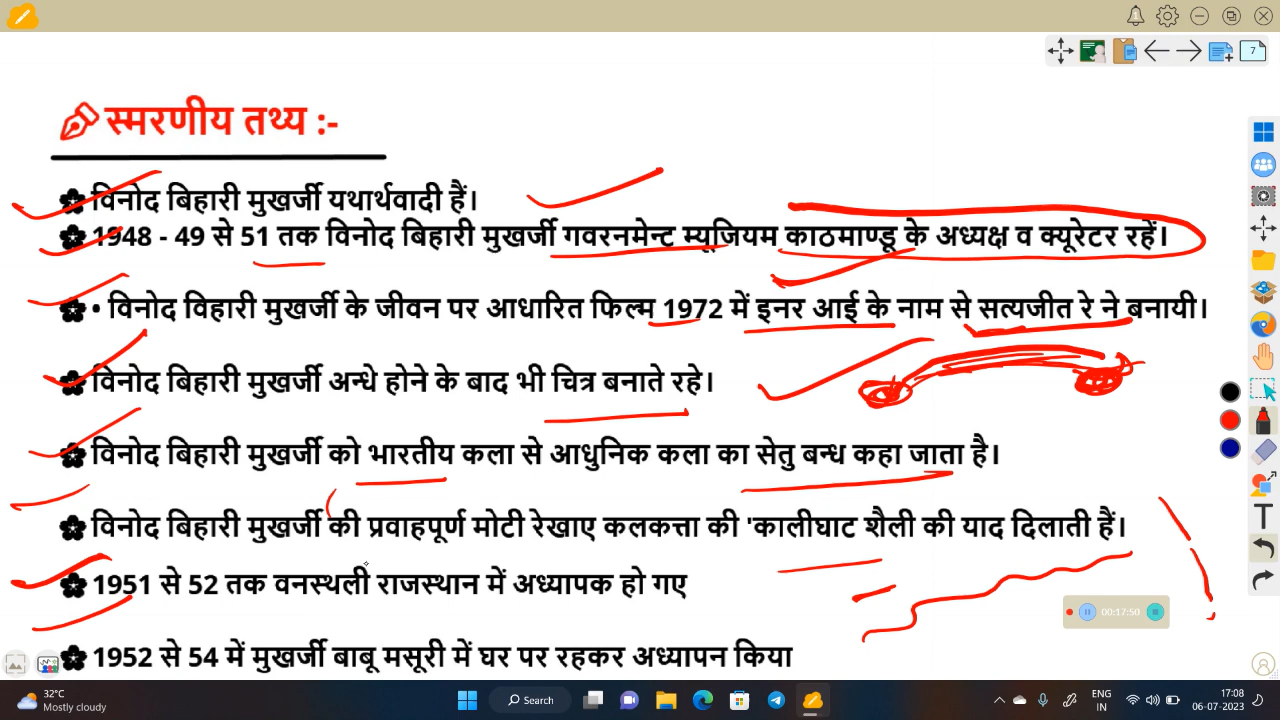 7
स्मरणीय तथ्य :-
विनोद बिहारी मुखर्जी यथार्थवादी हैं।
1948 - 49 से 51 तक विनोद बिहारी मुखर्जी गवरनमेन्ट म्यूजियम काठमाण्डू के अध्यक्ष व क्यूरेटर रहें।
• विनोद विहारी मुखर्जी के जीवन पर आधारित फिल्म 1972 में इनर आई के नाम से सत्यजीत रे ने बनायी।
विनोद बिहारी मुखर्जी अन्धे होने के बाद भी चित्र बनाते रहे।
विनोद बिहारी मुखर्जी को भारतीय कला से आधुनिक कला का सेतु बन्ध कहा जाता है।
विनोद बिहारी मुखर्जी की प्रवाहपूर्ण मोटी रेखाए कलकत्ता की 'कालीघाट शैली की याद दिलाती हैं।
1951 से 52 तक वनस्थली राजस्थान में अध्यापक हो गए
00:17:50
1952 से 54 में मुखर्जी बाबू मसूरी में घर पर रहकर अध्यापन किया
32°C
Mostly cloudy
Search
ENG
IN
17:08
06-07-2023